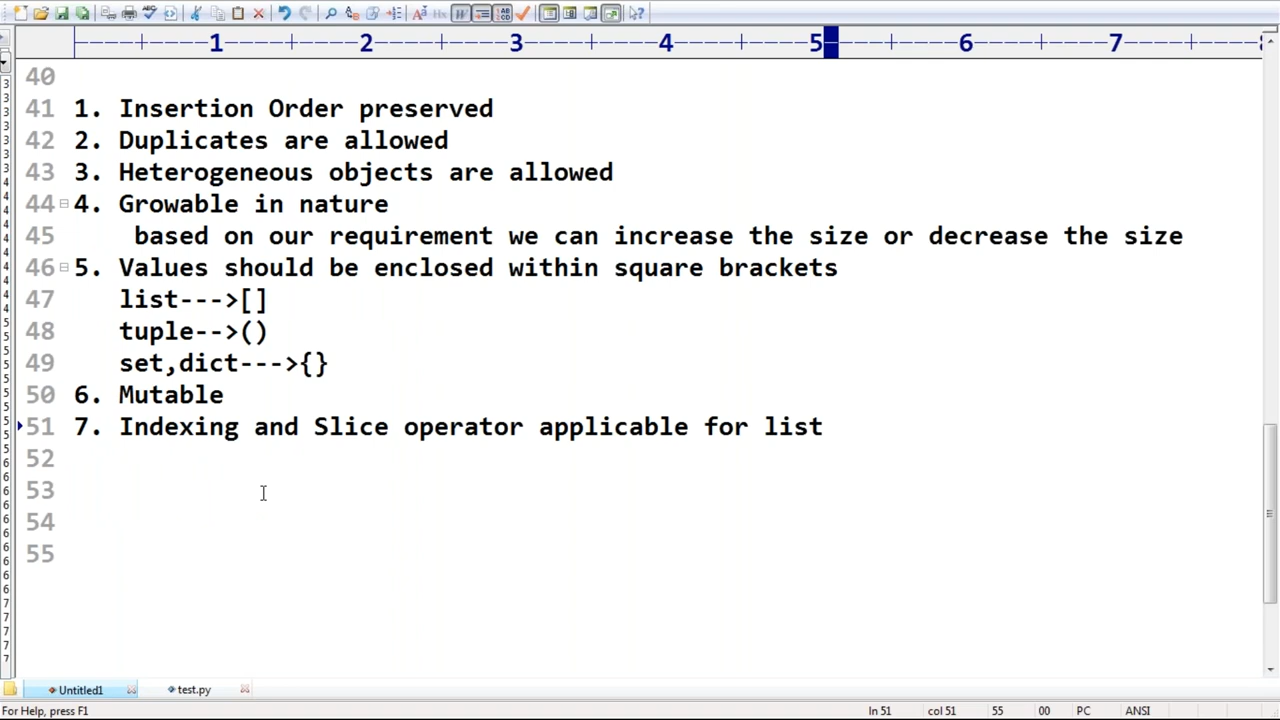 1 2 3 4 5 6 7
40
41 1. Insertion Order preserved
42 2. Duplicates are allowed
43 3. Heterogeneous objects are allowed
44 4. Growable in nature
45 based on our requirement we can increase the size or decrease the size
46 5. Values should be enclosed within square brackets
47 list--->[]
48 tuple-->()
49 set,dict--->{}
50 6. Mutable
51 7. Indexing and Slice operator applicable for list
52
53
54
55
Untitled1 test.py
For Help, press F1 ln 51 col 51 55 00 PC ANSI